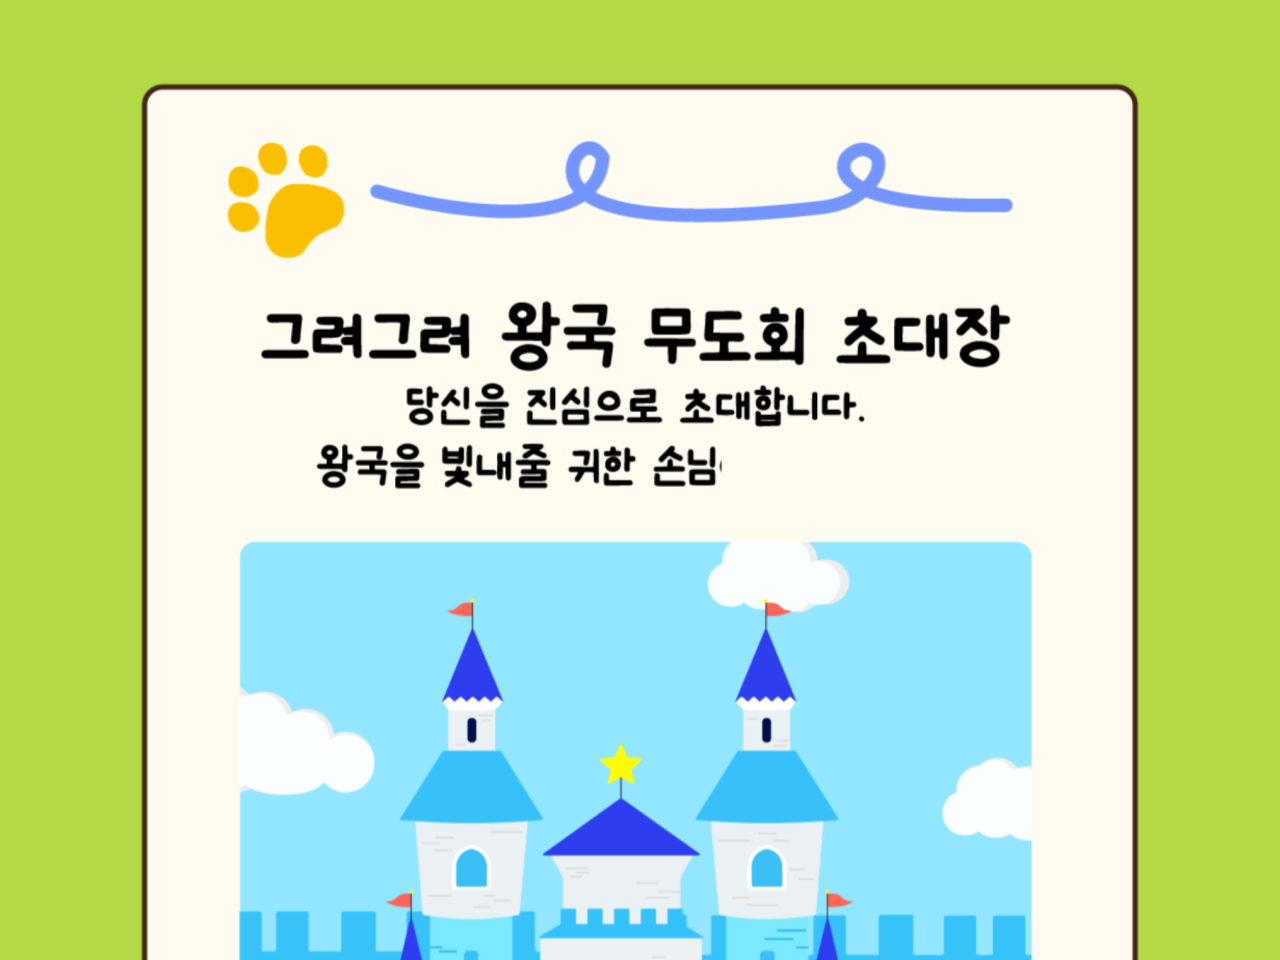 그려그려 왕국 무도회 초대장
당신을 진심으로 초대합니다.
왕국을 빛내줄 귀한 손님